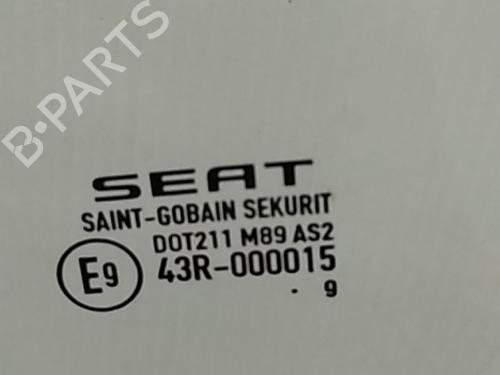 B-PARTS
SEAT
SAINT-GOBAIN SEKURIT
DOT211 M89 AS2
E9 43R-000015
. 9